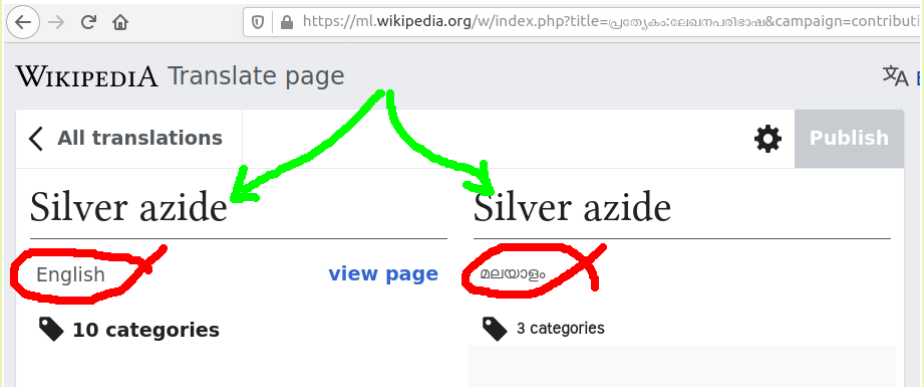 https://ml.wikipedia.org/w/index.php?title=പ്രത്യേകം:ലേഖനപരിഭാഷ&campaign=contributi
WIKIPEDIA Translate page
All translations Publish
Silver azide Silver azide
English view page മലയാളം
10 categories 3 categories